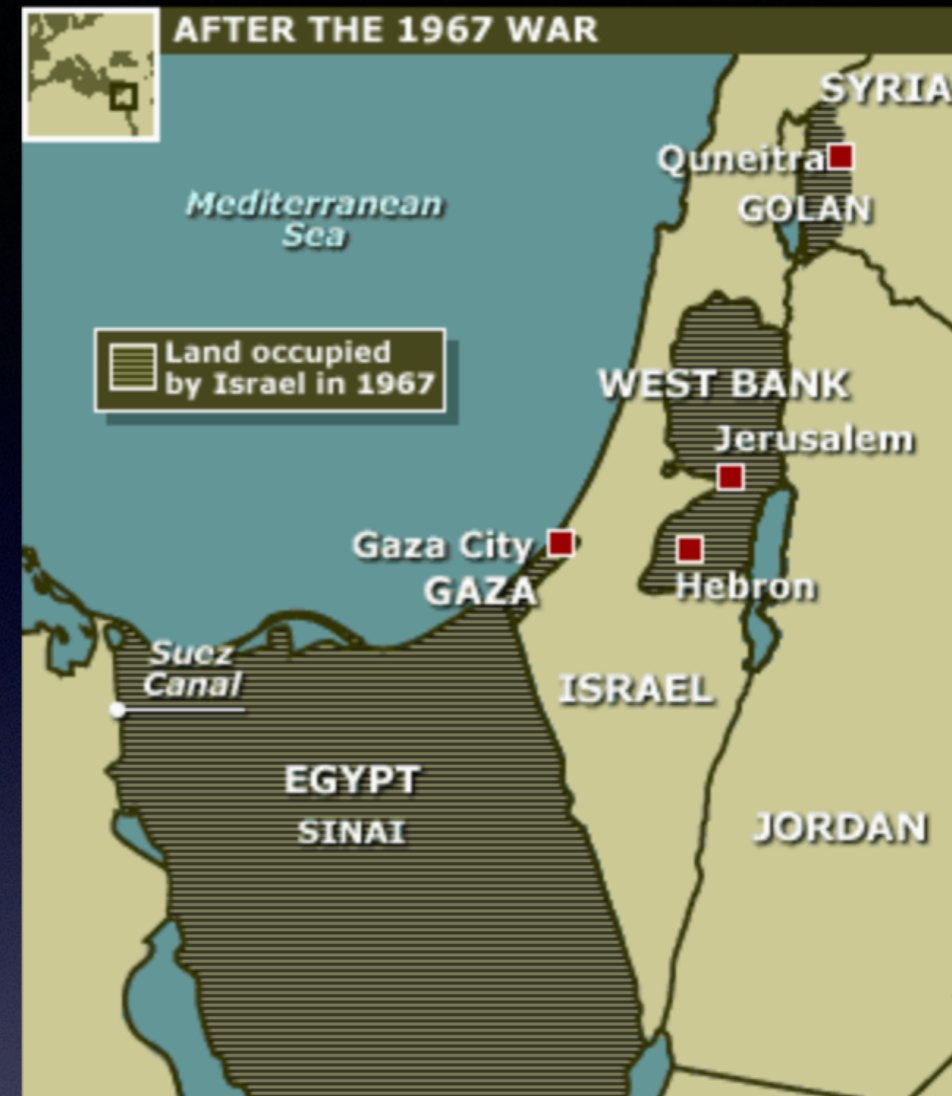 AFTER THE 1967 WAR
SYRIA
Quneitra
GOLAN
Mediterranean
Sea
Land occupied
by Israel in 1967
WEST BANK
Jerusalem
Gaza City
GAZA
Hebron
Suez
Canal
ISRAEL
EGYPT
SINAI
JORDAN